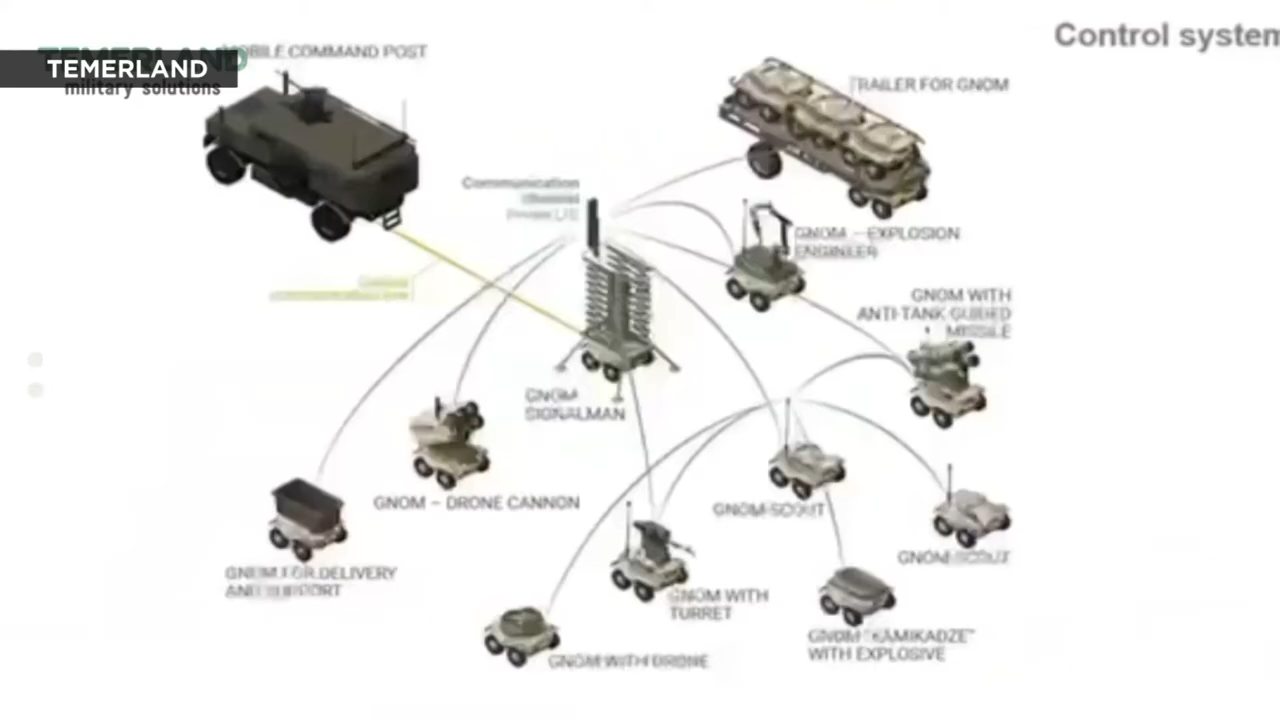 Control system
TEMERLAND
MOBILE COMMAND POST
TEMERLAND
military solutions
TRAILER FOR GNOM
Communication
GNOM – EXPLOSION
ENGINEER
GNOM WITH
ANTI-TANK GUIDED
MISSILE
GNOM
SIGNALMAN
GNOM – DRONE CANNON
GNOM-SCOUT
GNOM-SCOUT
GNOM FOR DELIVERY
AND SUPPORT
GNOM WITH
TURRET
GNOM "KAMIKADZE"
WITH EXPLOSIVE
GNOM WITH DRONE